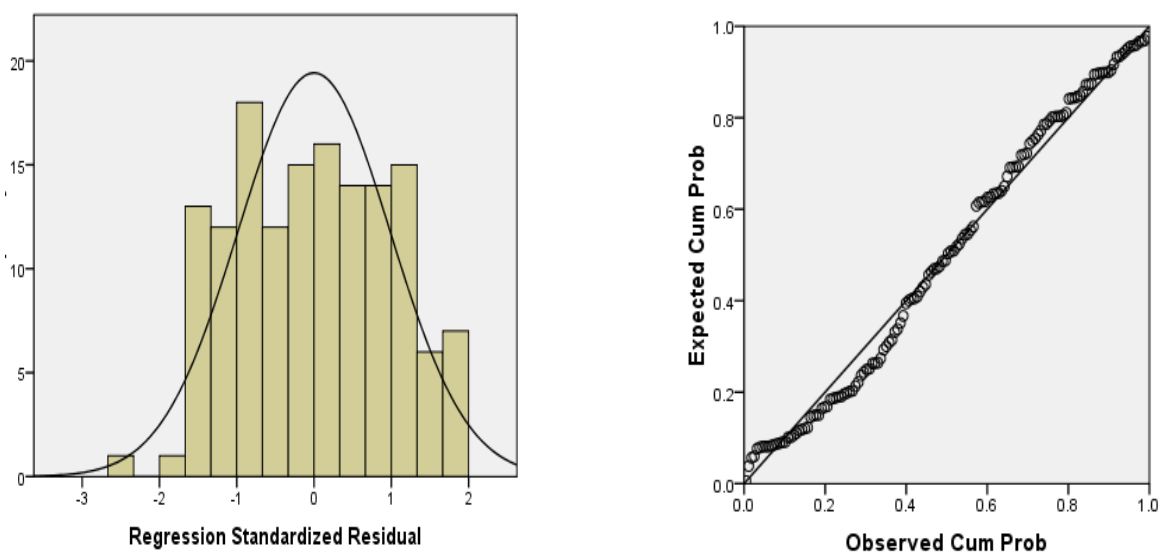 20
15
10
5
0
-3 -2 -1 0 1 2
Regression Standardized Residual
1.0
0.8
0.6
0.4
0.2
0.0
Expected Cum Prob
0.0 0.2 0.4 0.6 0.8 1.0
Observed Cum Prob